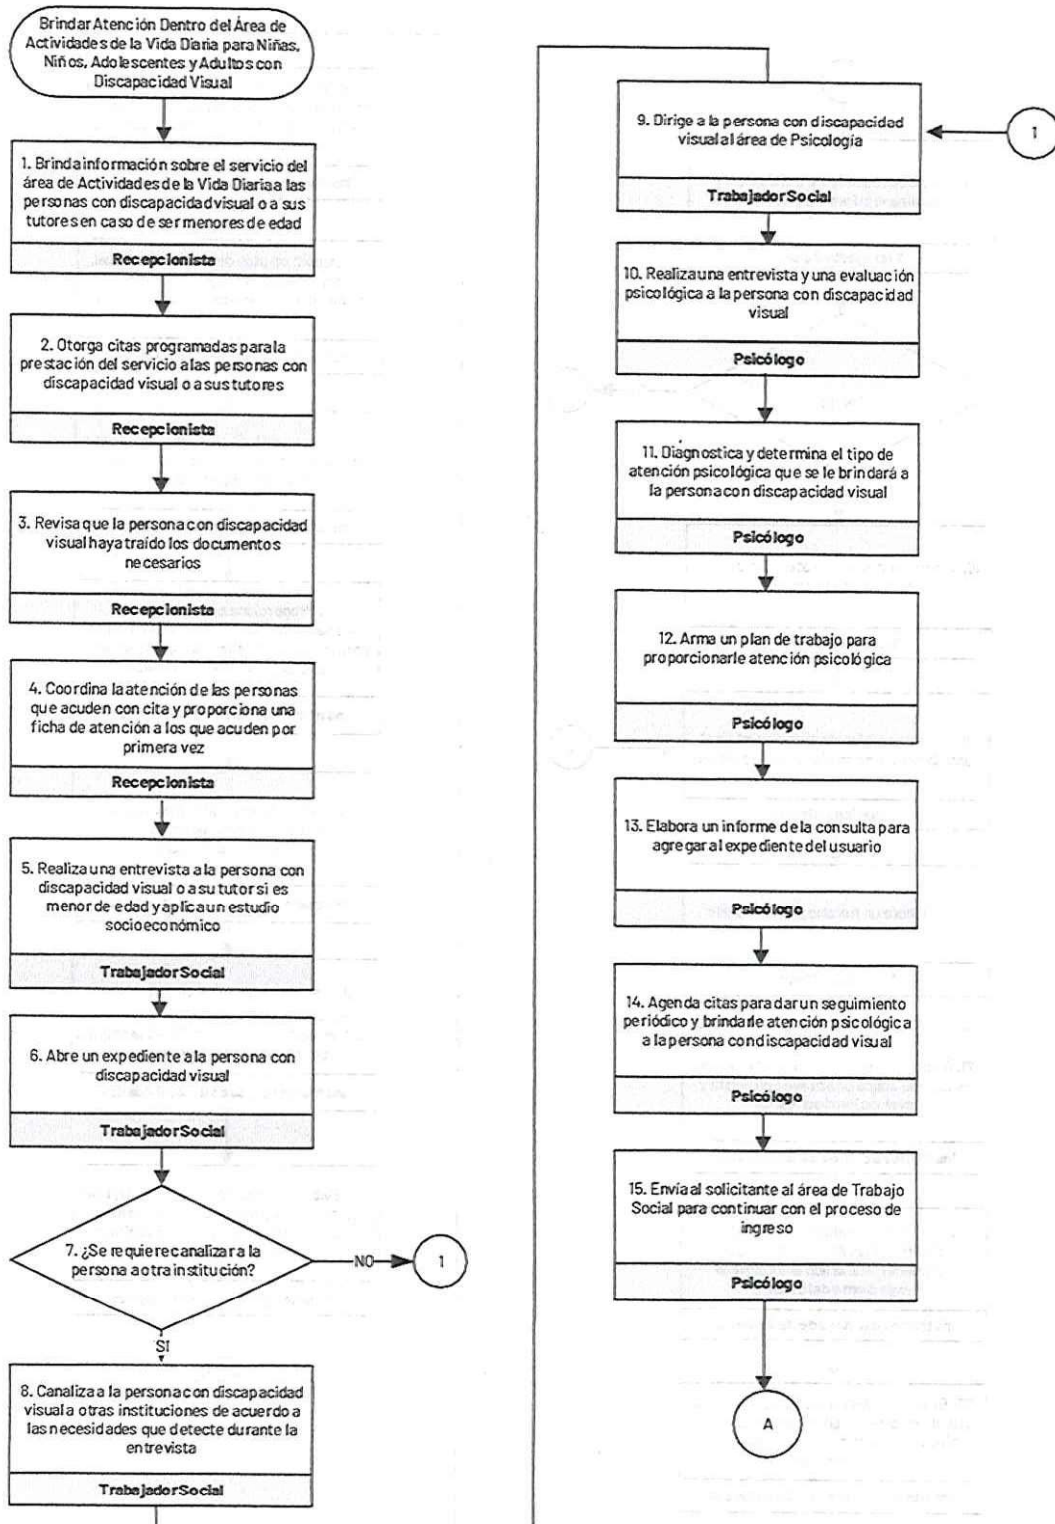 Brindar Atención Dentro del Área de
Actividades de la Vida Diaria para Niñas,
Niños, Adolescentes y Adultos con
Discapacidad Visual
1. Brinda información sobre el servicio del
área de Actividades de la Vida Diaria a las
personas con discapacidad visual o a sus
tutores en caso de ser menores de edad
Recepcionista
2. Otorga citas programadas para la
prestación del servicio a las personas con
discapacidad visual o a sus tutores
Recepcionista
3. Revisa que la persona con discapacidad
visual haya traído los documentos
necesarios
Recepcionista
4. Coordina la atención de las personas
que acuden con cita y proporciona una
ficha de atención a los que acuden por
primera vez
Recepcionista
5. Realiza una entrevista a la persona con
discapacidad visual o a su tutor si es
menor de edad y aplica un estudio
socioeconómico
Trabajador Social
6. Abre un expediente a la persona con
discapacidad visual
Trabajador Social
7. ¿Se requiere canalizar a la
persona a otra institución?
NO
1
SI
8. Canaliza a la persona con discapacidad
visual a otras instituciones de acuerdo a
las necesidades que detecte durante la
entrevista
Trabajador Social
9. Dirige a la persona con discapacidad
visual al área de Psicología
Trabajador Social
1
10. Realiza una entrevista y una evaluación
psicológica a la persona con discapacidad
visual
Psicólogo
11. Diagnostica y determina el tipo de
atención psicológica que se le brindará a
la persona con discapacidad visual
Psicólogo
12. Arma un plan de trabajo para
proporcionarle atención psicológica
Psicólogo
13. Elabora un informe de la consulta para
agregar al expediente del usuario
Psicólogo
14. Agenda citas para dar un seguimiento
periódico y brindarle atención psicológica
a la persona con discapacidad visual
Psicólogo
15. Envía al solicitante al área de Trabajo
Social para continuar con el proceso de
ingreso
Psicólogo
A